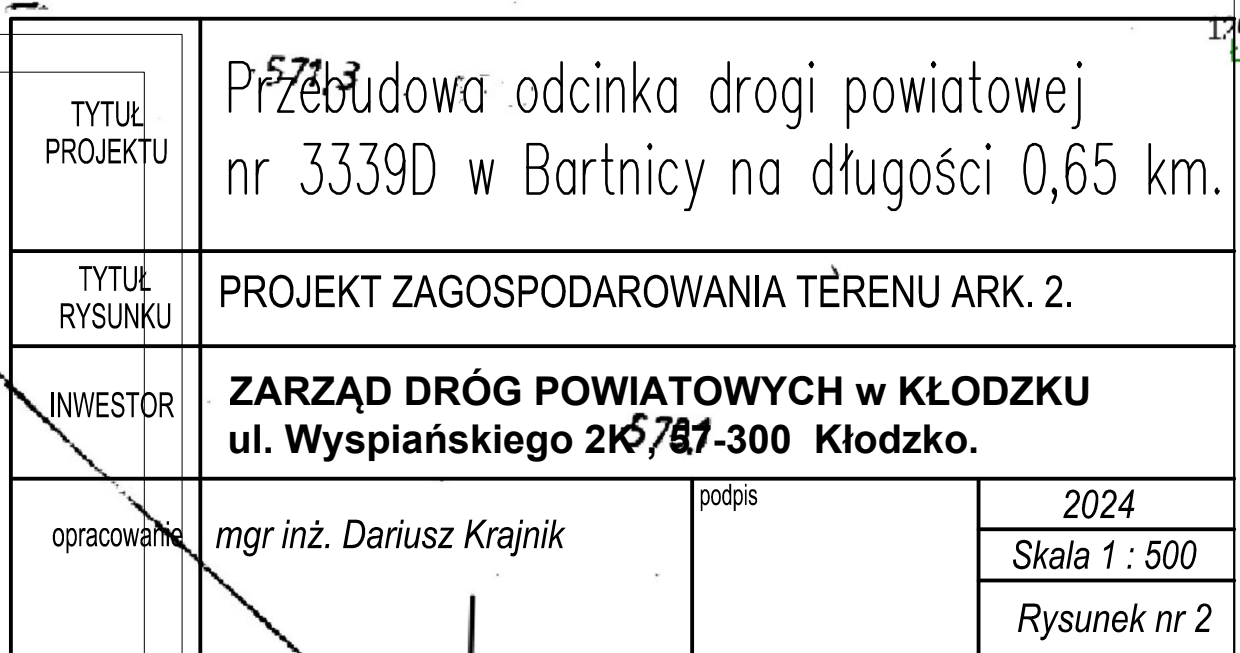 TYTUŁ
PROJEKTU
Przebudowa odcinka drogi powiatowej
nr 3339D w Bartnicy na długości 0,65 km.
571.3
TYTUŁ
RYSUNKU
PROJEKT ZAGOSPODAROWANIA TERENU ARK. 2.
INWESTOR
ZARZĄD DRÓG POWIATOWYCH w KŁODZKU
ul. Wyspiańskiego 2K , 57-300 Kłodzko.
opracowanie
mgr inż. Dariusz Krajnik
podpis
2024
Skala 1 : 500
Rysunek nr 2